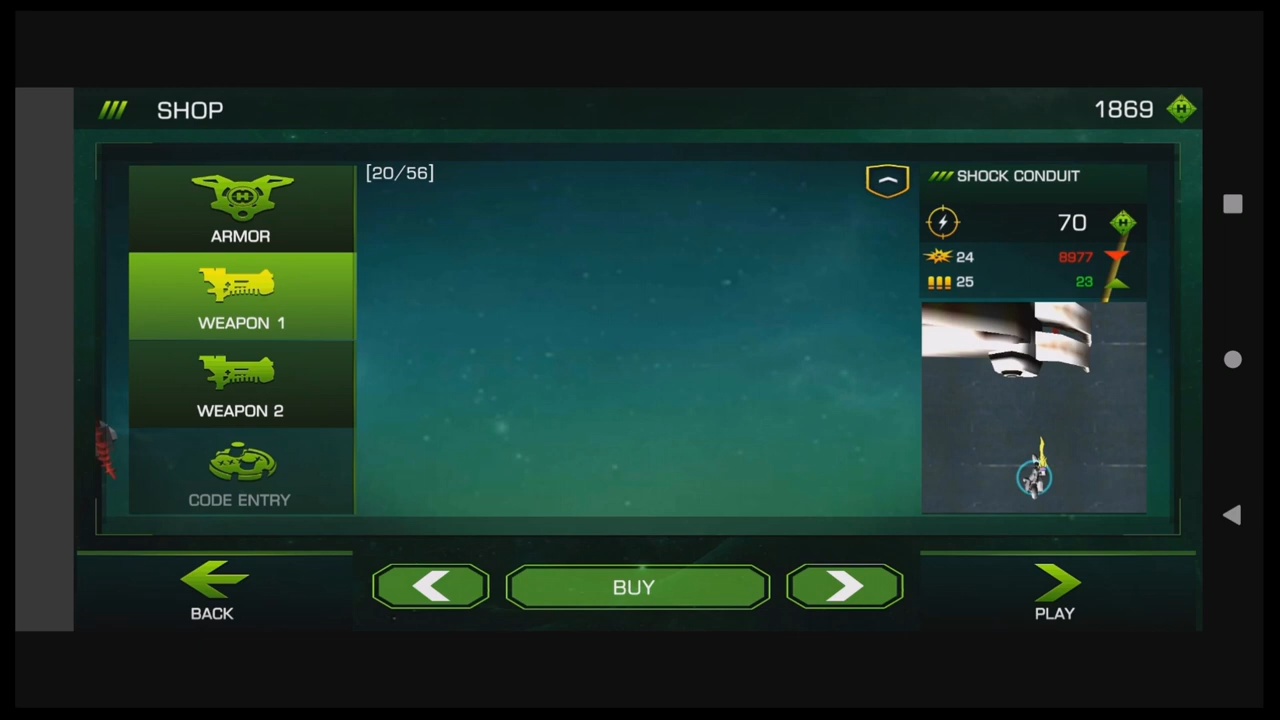 SHOP
1869
[20/56]
SHOCK CONDUIT
70
24
8977
25
23
ARMOR
WEAPON 1
WEAPON 2
CODE ENTRY
BACK
BUY
PLAY